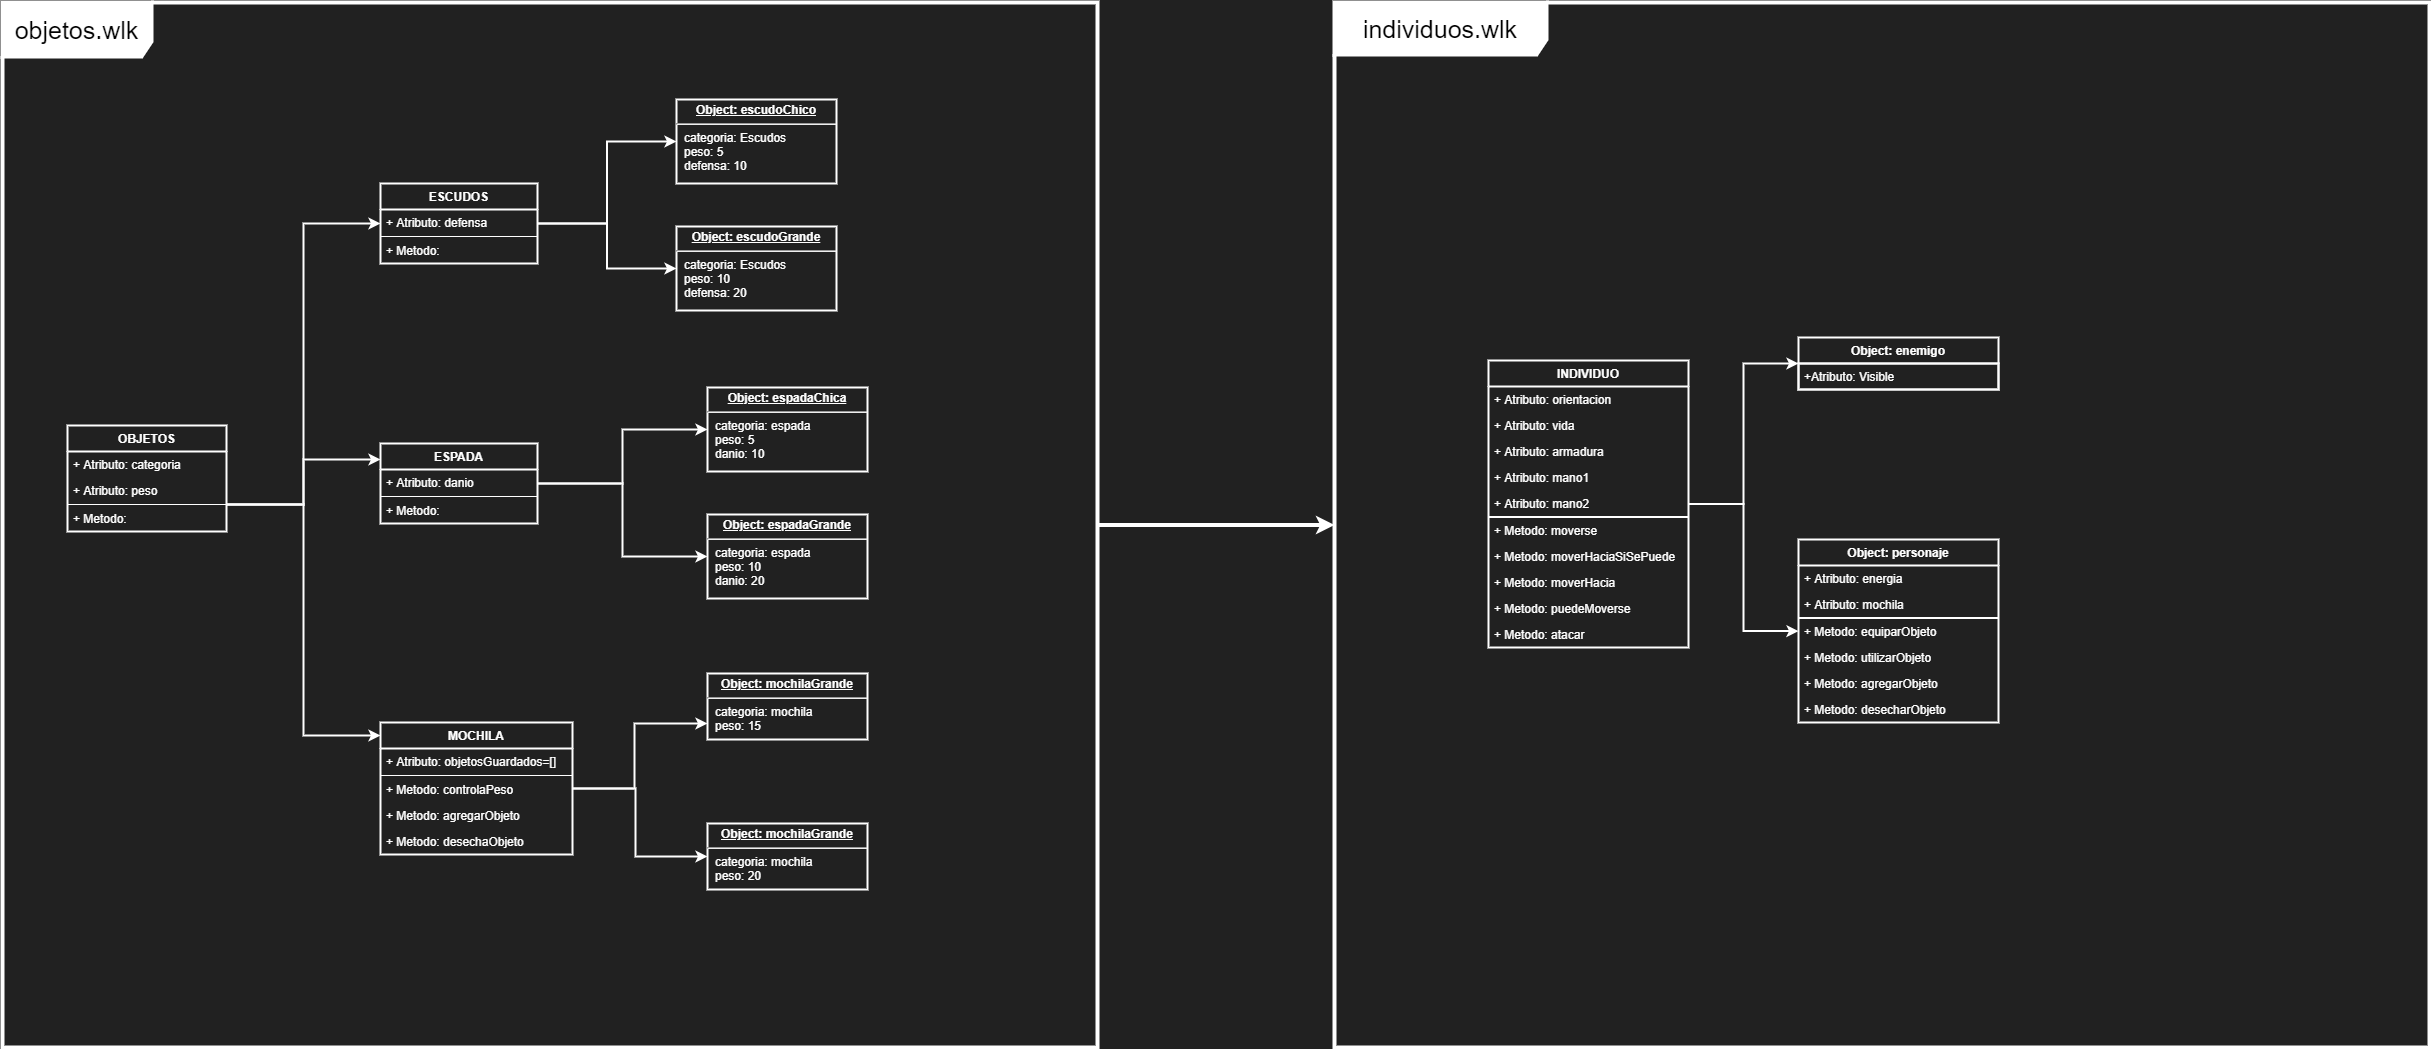 objetos.wlk
OBJETOS
+ Atributo: categoria
+ Atributo: peso
+ Metodo:
ESCUDOS
+ Atributo: defensa
+ Metodo:
Object: escudoChico
categoria: Escudos
peso: 5
defensa: 10
Object: escudoGrande
categoria: Escudos
peso: 10
defensa: 20
ESPADA
+ Atributo: danio
+ Metodo:
Object: espadaChica
categoria: espada
peso: 5
danio: 10
Object: espadaGrande
categoria: espada
peso: 10
danio: 20
MOCHILA
+ Atributo: objetosGuardados=[]
+ Metodo: controlaPeso
+ Metodo: agregarObjeto
+ Metodo: desechaObjeto
Object: mochilaGrande
categoria: mochila
peso: 15
Object: mochilaGrande
categoria: mochila
peso: 20
individuos.wlk
INDIVIDUO
+ Atributo: orientacion
+ Atributo: vida
+ Atributo: armadura
+ Atributo: mano1
+ Atributo: mano2
+ Metodo: moverse
+ Metodo: moverHaciaSiSePuede
+ Metodo: moverHacia
+ Metodo: puedeMoverse
+ Metodo: atacar
Object: enemigo
+Atributo: Visible
Object: personaje
+ Atributo: energia
+ Atributo: mochila
+ Metodo: equiparObjeto
+ Metodo: utilizarObjeto
+ Metodo: agregarObjeto
+ Metodo: desecharObjeto